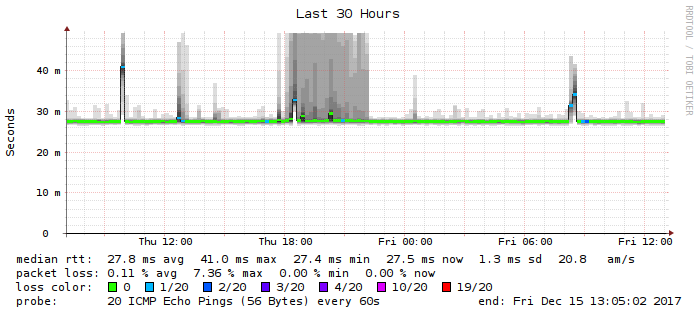 Last 30 Hours
RRDTOOL / TOBI OETIKER
Seconds
40 m
30 m
20 m
10 m
0
Thu 12:00 Thu 18:00 Fri 00:00 Fri 06:00 Fri 12:00
median rtt: 27.8 ms avg 41.0 ms max 27.4 ms min 27.5 ms now 1.3 ms sd 20.8 am/s
packet loss: 0.11 % avg 7.36 % max 0.00 % min 0.00 % now
loss color: 0 1/20 2/20 3/20 4/20 10/20 19/20
probe: 20 ICMP Echo Pings (56 Bytes) every 60s end: Fri Dec 15 13:05:02 2017